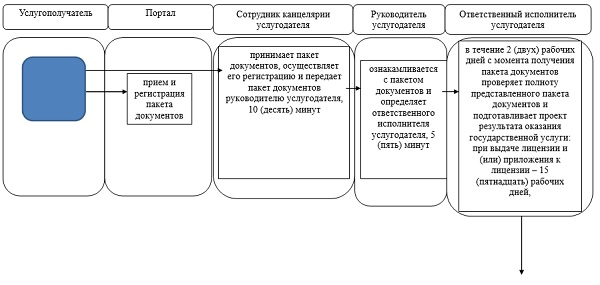 Услугополучатель
Портал
Сотрудник канцелярии
услугодателя
Руководитель
услугодателя
Ответственный исполнитель
услугодателя
прием и
регистрация
пакета
документов
принимает пакет
документов, осуществляет
его регистрацию и передает
пакет документов
руководителю услугодателя,
10 (десять) минут
ознакамливается
с пакетом
документов и
определяет
ответственного
исполнителя
услугодателя, 5
(пять) минут
в течение 2 (двух) рабочих
дней с момента получения
пакета документов
проверяет полноту
представленного пакета
документов и
подготавливает проект
результата оказания
государственной услуги:
при выдаче лицензии и
(или) приложения к
лицензии – 15
(пятнадцать) рабочих
дней,